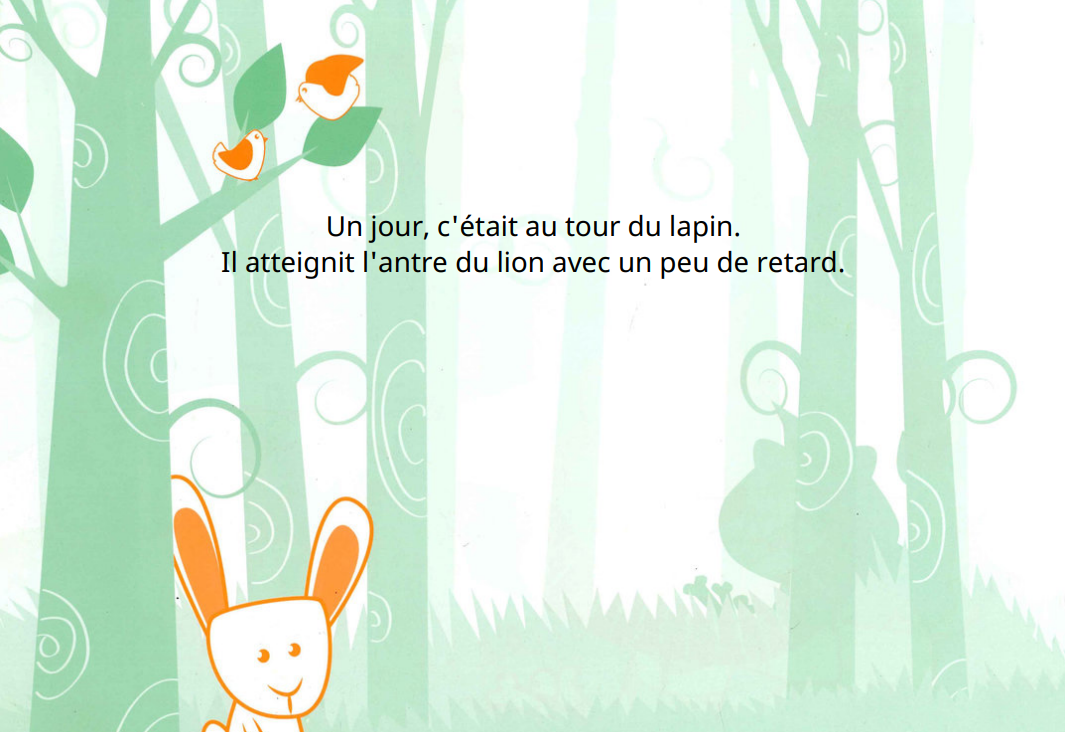 Un jour, c'était au tour du lapin.
Il atteignit l'antre du lion avec un peu de retard.